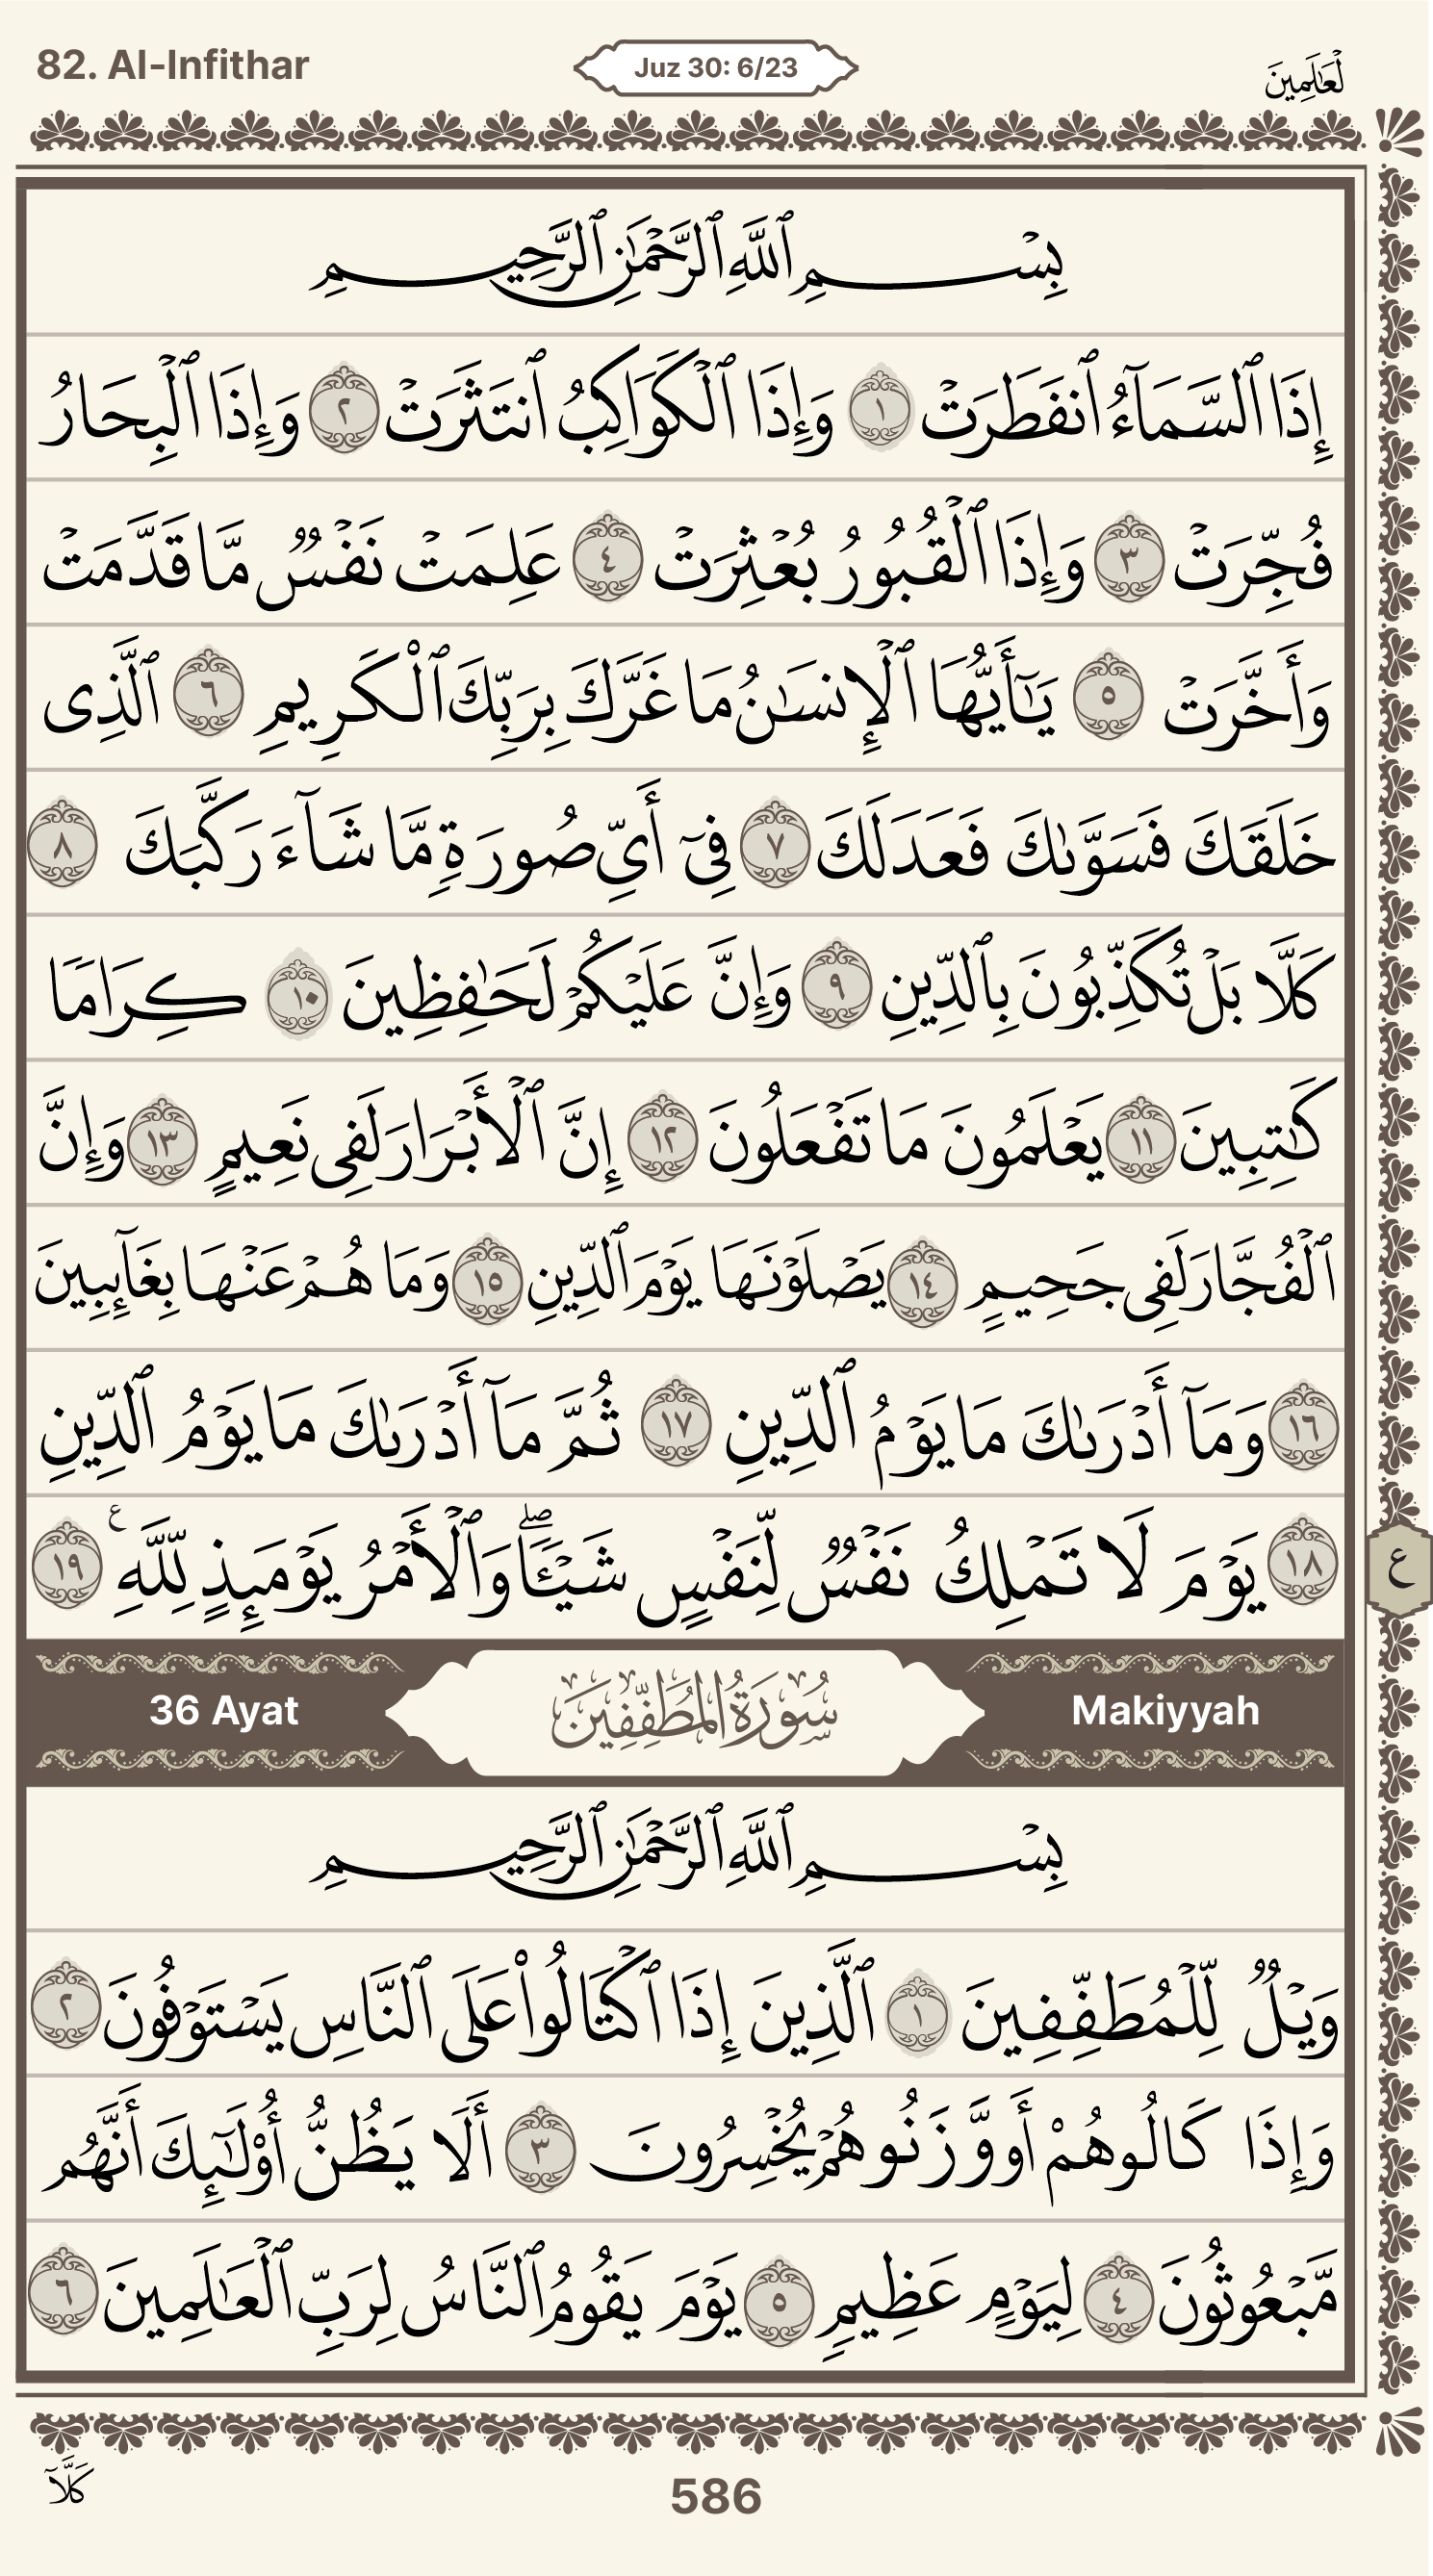 82. Al-Infithar
Juz 30: 6/23
لْعَٰلَمِينَ
بِسْمِ ٱللَّهِ ٱلرَّحْمَٰنِ ٱلرَّحِيمِ
إِذَا ٱلسَّمَآءُ ٱنفَطَرَتْ ١ وَإِذَا ٱلْكَوَاكِبُ ٱنتَثَرَتْ ٢ وَإِذَا ٱلْبِحَارُ
فُجِّرَتْ ٣ وَإِذَا ٱلْقُبُورُ بُعْثِرَتْ ٤ عَلِمَتْ نَفْسٌ مَّا قَدَّمَتْ
وَأَخَّرَتْ ٥ يَٰٓأَيُّهَا ٱلْإِنسَٰنُ مَا غَرَّكَ بِرَبِّكَ ٱلْكَرِيمِ ٦ ٱلَّذِى
خَلَقَكَ فَسَوَّىٰكَ فَعَدَلَكَ ٧ فِىٓ أَىِّ صُورَةٍ مَّا شَآءَ رَكَّبَكَ ٨
كَلَّا بَلْ تُكَذِّبُونَ بِٱلدِّينِ ٩ وَإِنَّ عَلَيْكُمْ لَحَٰفِظِينَ ١٠ كِرَامًا
كَٰتِبِينَ ١١ يَعْلَمُونَ مَا تَفْعَلُونَ ١٢ إِنَّ ٱلْأَبْرَارَ لَفِى نَعِيمٍ ١٣ وَإِنَّ
ٱلْفُجَّارَ لَفِى جَحِيمٍ ١٤ يَصْلَوْنَهَا يَوْمَ ٱلدِّينِ ١٥ وَمَا هُمْ عَنْهَا بِغَآئِبِينَ
١٦ وَمَآ أَدْرَىٰكَ مَا يَوْمُ ٱلدِّينِ ١٧ ثُمَّ مَآ أَدْرَىٰكَ مَا يَوْمُ ٱلدِّينِ
١٨ يَوْمَ لَا تَمْلِكُ نَفْسٌ لِّنَفْسٍ شَيْـًٔاۖ وَٱلْأَمْرُ يَوْمَئِذٍ لِّلَّهِ ع ١٩
ع
36 Ayat
سُورَةُ المُطَفِّفِينَ
Makiyyah
بِسْمِ ٱللَّهِ ٱلرَّحْمَٰنِ ٱلرَّحِيمِ
وَيْلٌ لِّلْمُطَفِّفِينَ ١ ٱلَّذِينَ إِذَا ٱكْتَالُوا۟ عَلَى ٱلنَّاسِ يَسْتَوْفُونَ ٢
وَإِذَا كَالُوهُمْ أَو وَّزَنُوهُمْ يُخْسِرُونَ ٣ أَلَا يَظُنُّ أُو۟لَٰٓئِكَ أَنَّهُم
مَّبْعُوثُونَ ٤ لِيَوْمٍ عَظِيمٍ ٥ يَوْمَ يَقُومُ ٱلنَّاسُ لِرَبِّ ٱلْعَٰلَمِينَ ٦
كَلَّآ
586